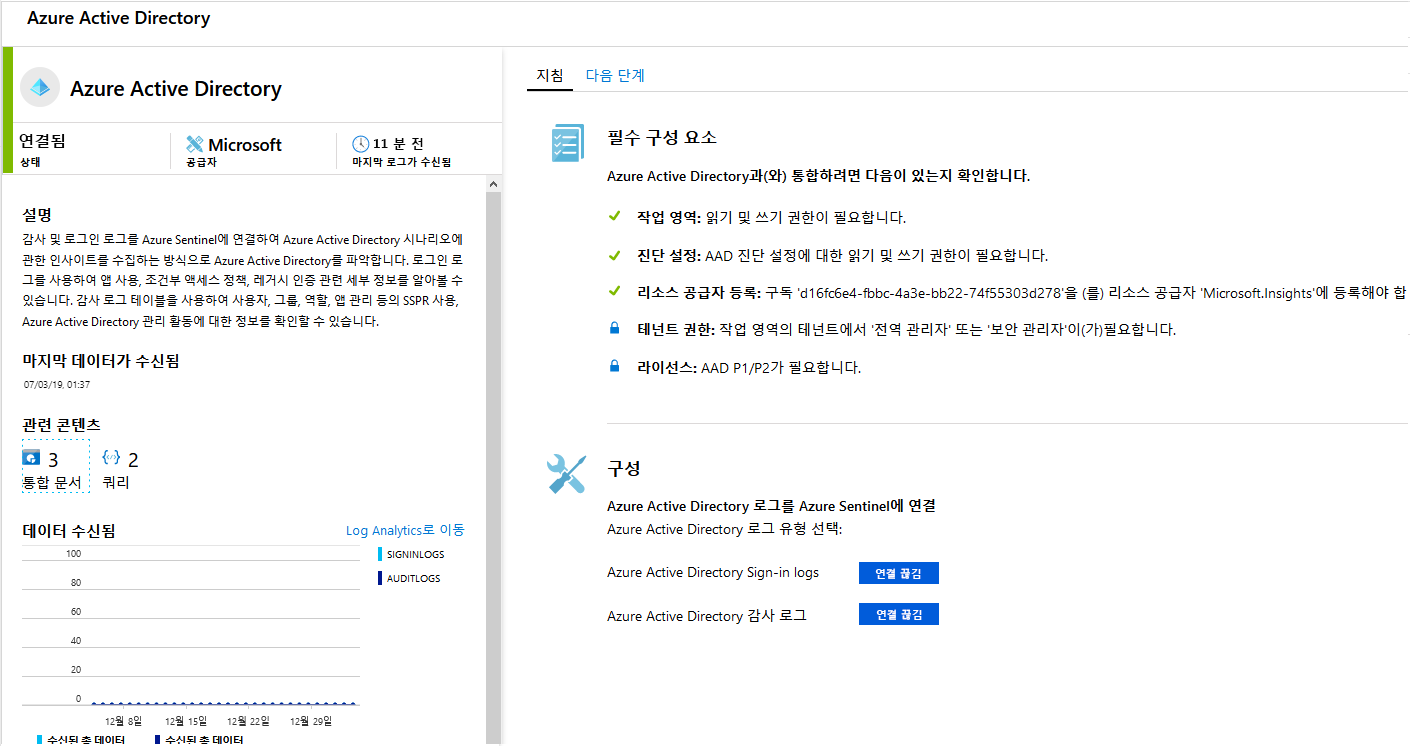 Azure Active Directory
Azure Active Directory
연결됨
상태
Microsoft
공급자
11 분 전
마지막 로그가 수신됨
설명
감사 및 로그인 로그를 Azure Sentinel에 연결하여 Azure Active Directory 시나리오에
관한 인사이트를 수집하는 방식으로 Azure Active Directory를 파악합니다. 로그인 로
그를 사용하여 앱 사용, 조건부 액세스 정책, 레거시 인증 관련 세부 정보를 알아볼 수
있습니다. 감사 로그 테이블을 사용하여 사용자, 그룹, 역할, 앱 관리 등의 SSPR 사용,
Azure Active Directory 관리 활동에 대한 정보를 확인할 수 있습니다.
마지막 데이터가 수신됨
07/03/19, 01:37
관련 콘텐츠
3
통합 문서
2
쿼리
데이터 수신됨
Log Analytics로 이동
100
80
60
40
20
0
12월 8일 12월 15일 12월 22일 12월 29일
SIGNINLOGS
AUDITLOGS
수신된 총 데이터 수신된 총 데이터
지침 다음 단계
필수 구성 요소
Azure Active Directory과(와) 통합하려면 다음이 있는지 확인합니다.
작업 영역: 읽기 및 쓰기 권한이 필요합니다.
진단 설정: AAD 진단 설정에 대한 읽기 및 쓰기 권한이 필요합니다.
리소스 공급자 등록: 구독 'd16fc6e4-fbbc-4a3e-bb22-74f55303d278'을 (를) 리소스 공급자 'Microsoft.Insights'에 등록해야 합
테넌트 권한: 작업 영역의 테넌트에서 '전역 관리자' 또는 '보안 관리자'이(가)필요합니다.
라이선스: AAD P1/P2가 필요합니다.
구성
Azure Active Directory 로그를 Azure Sentinel에 연결
Azure Active Directory 로그 유형 선택:
Azure Active Directory Sign-in logs 연결 끊김
Azure Active Directory 감사 로그 연결 끊김